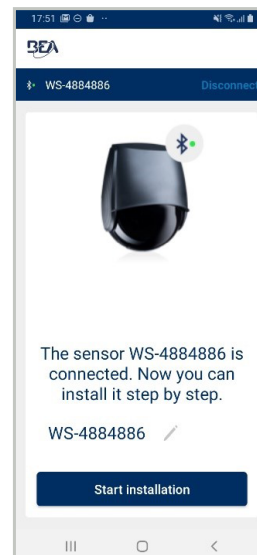 17:51
BEA
WS-4884886 Disconnect
The sensor WS-4884886 is
connected. Now you can
install it step by step.
WS-4884886
Start installation